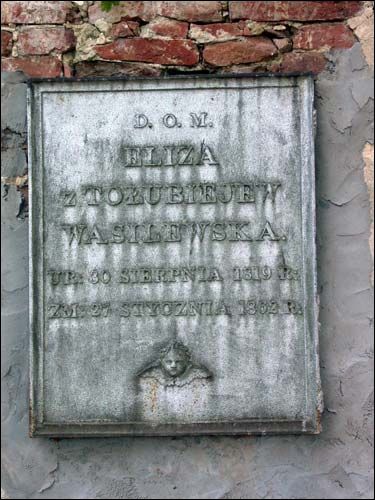 D. O. M.
ELIZA
Z TOŁUBIEJEW
WASILEWSKA.
UR: 30 SIERPNIA 1819 R.
ZM: 27 STYCZNIA 1862 R.